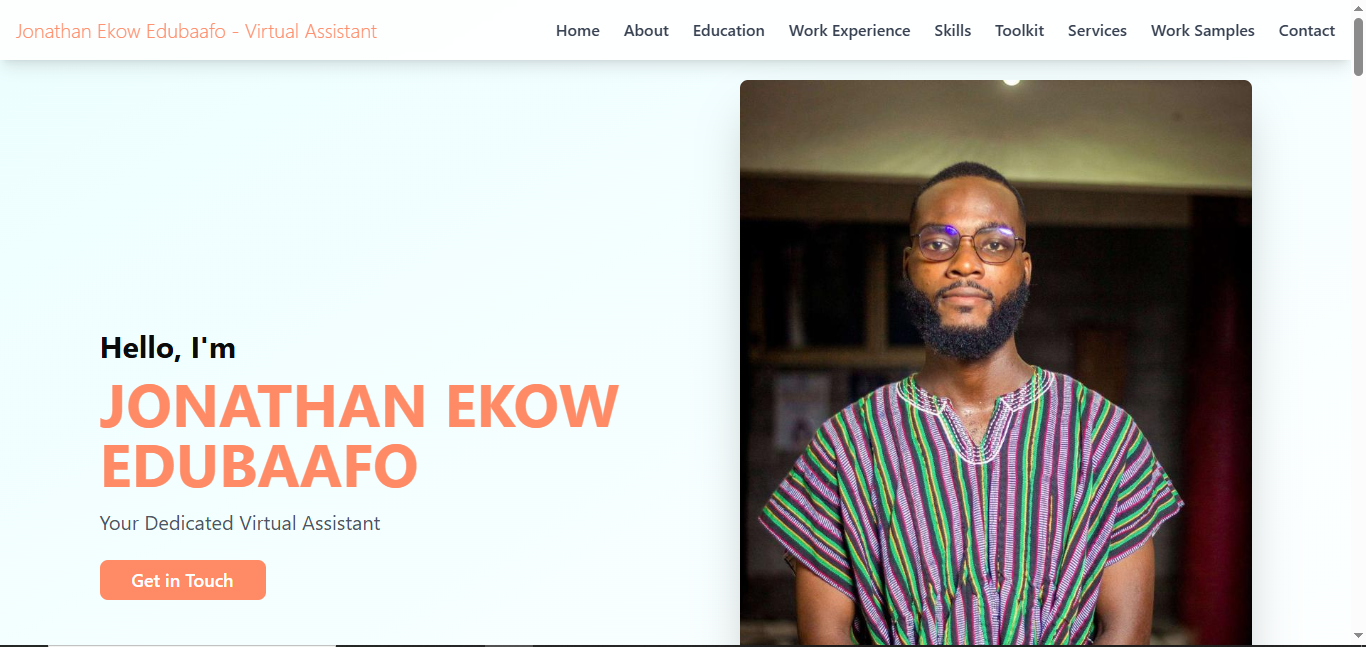 Jonathan Ekow Edubaafo - Virtual Assistant
Home About Education Work Experience Skills Toolkit Services Work Samples Contact
Hello, I'm
JONATHAN EKOW
EDUBAAFO
Your Dedicated Virtual Assistant
Get in Touch